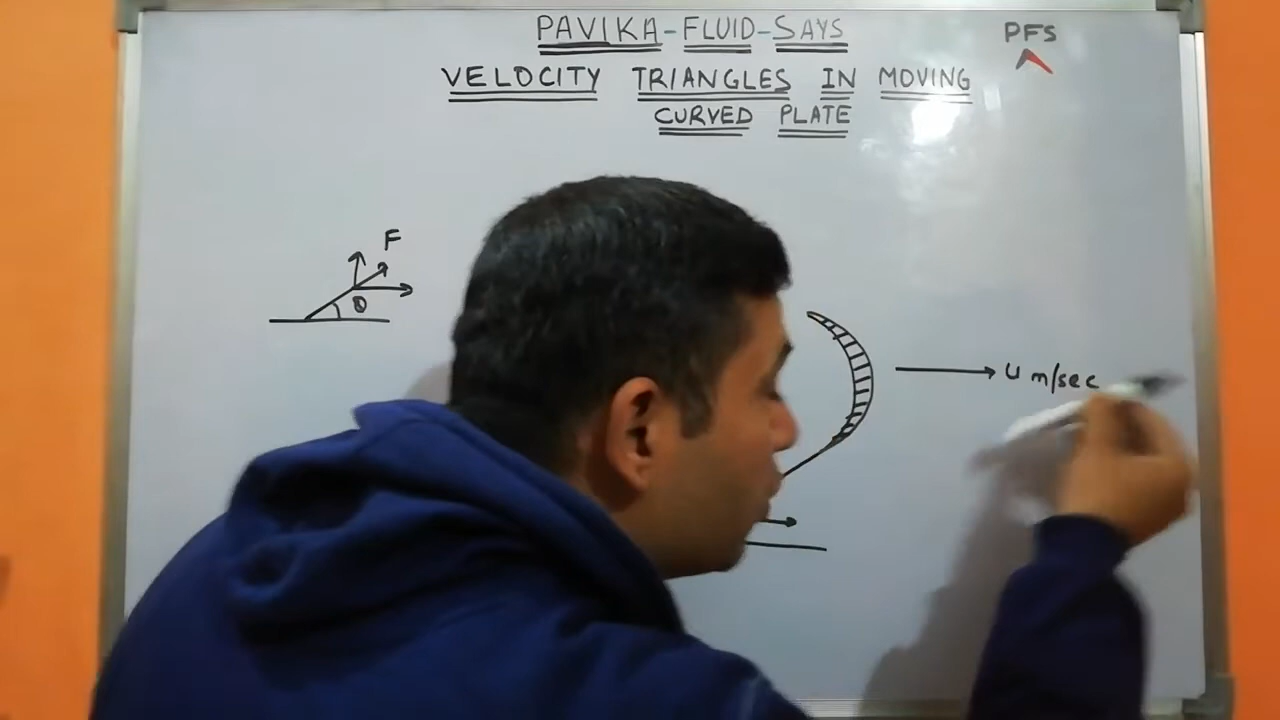 PAVIKA-FLUID-SAYS
PFS
VELOCITY TRIANGLES IN MOVING
CURVED PLATE
F
θ
u m/sec